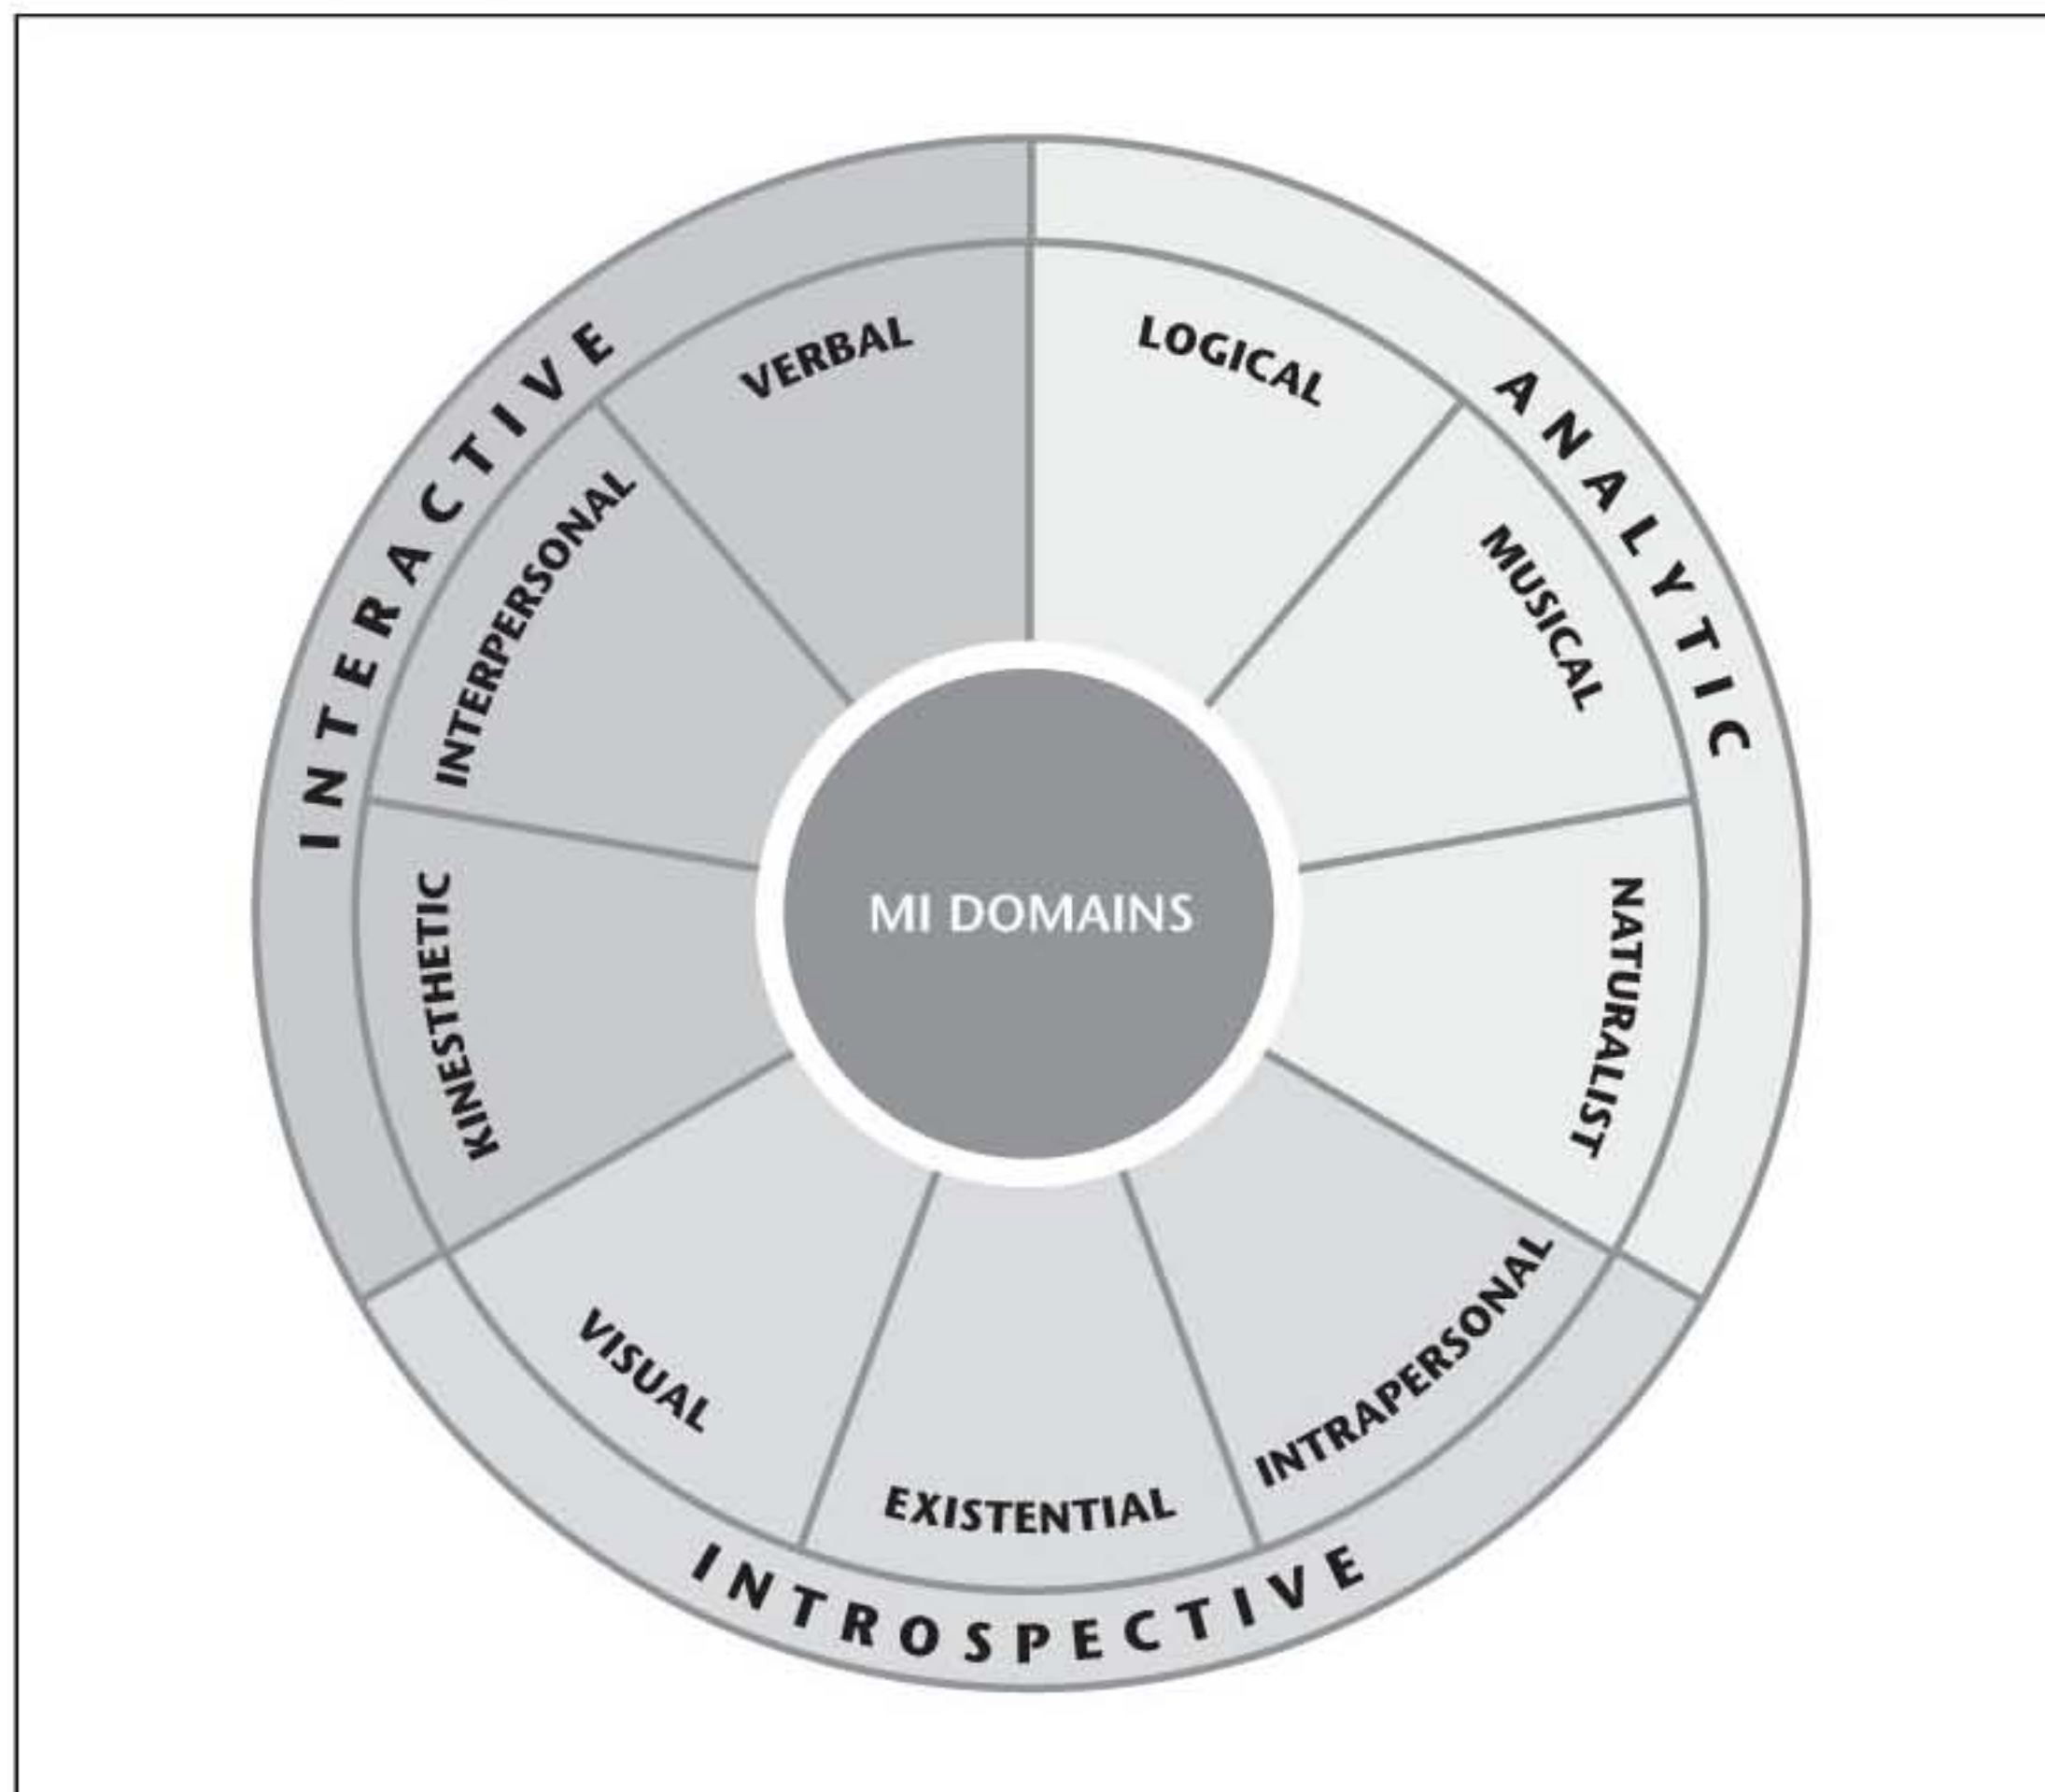 INTERACTIVE
ANALYTIC
INTROSPECTIVE
VERBAL
LOGICAL
INTERPERSONAL
MUSICAL
KINESTHETIC
MI DOMAINS
NATURALIST
VISUAL
EXISTENTIAL
INTRAPERSONAL